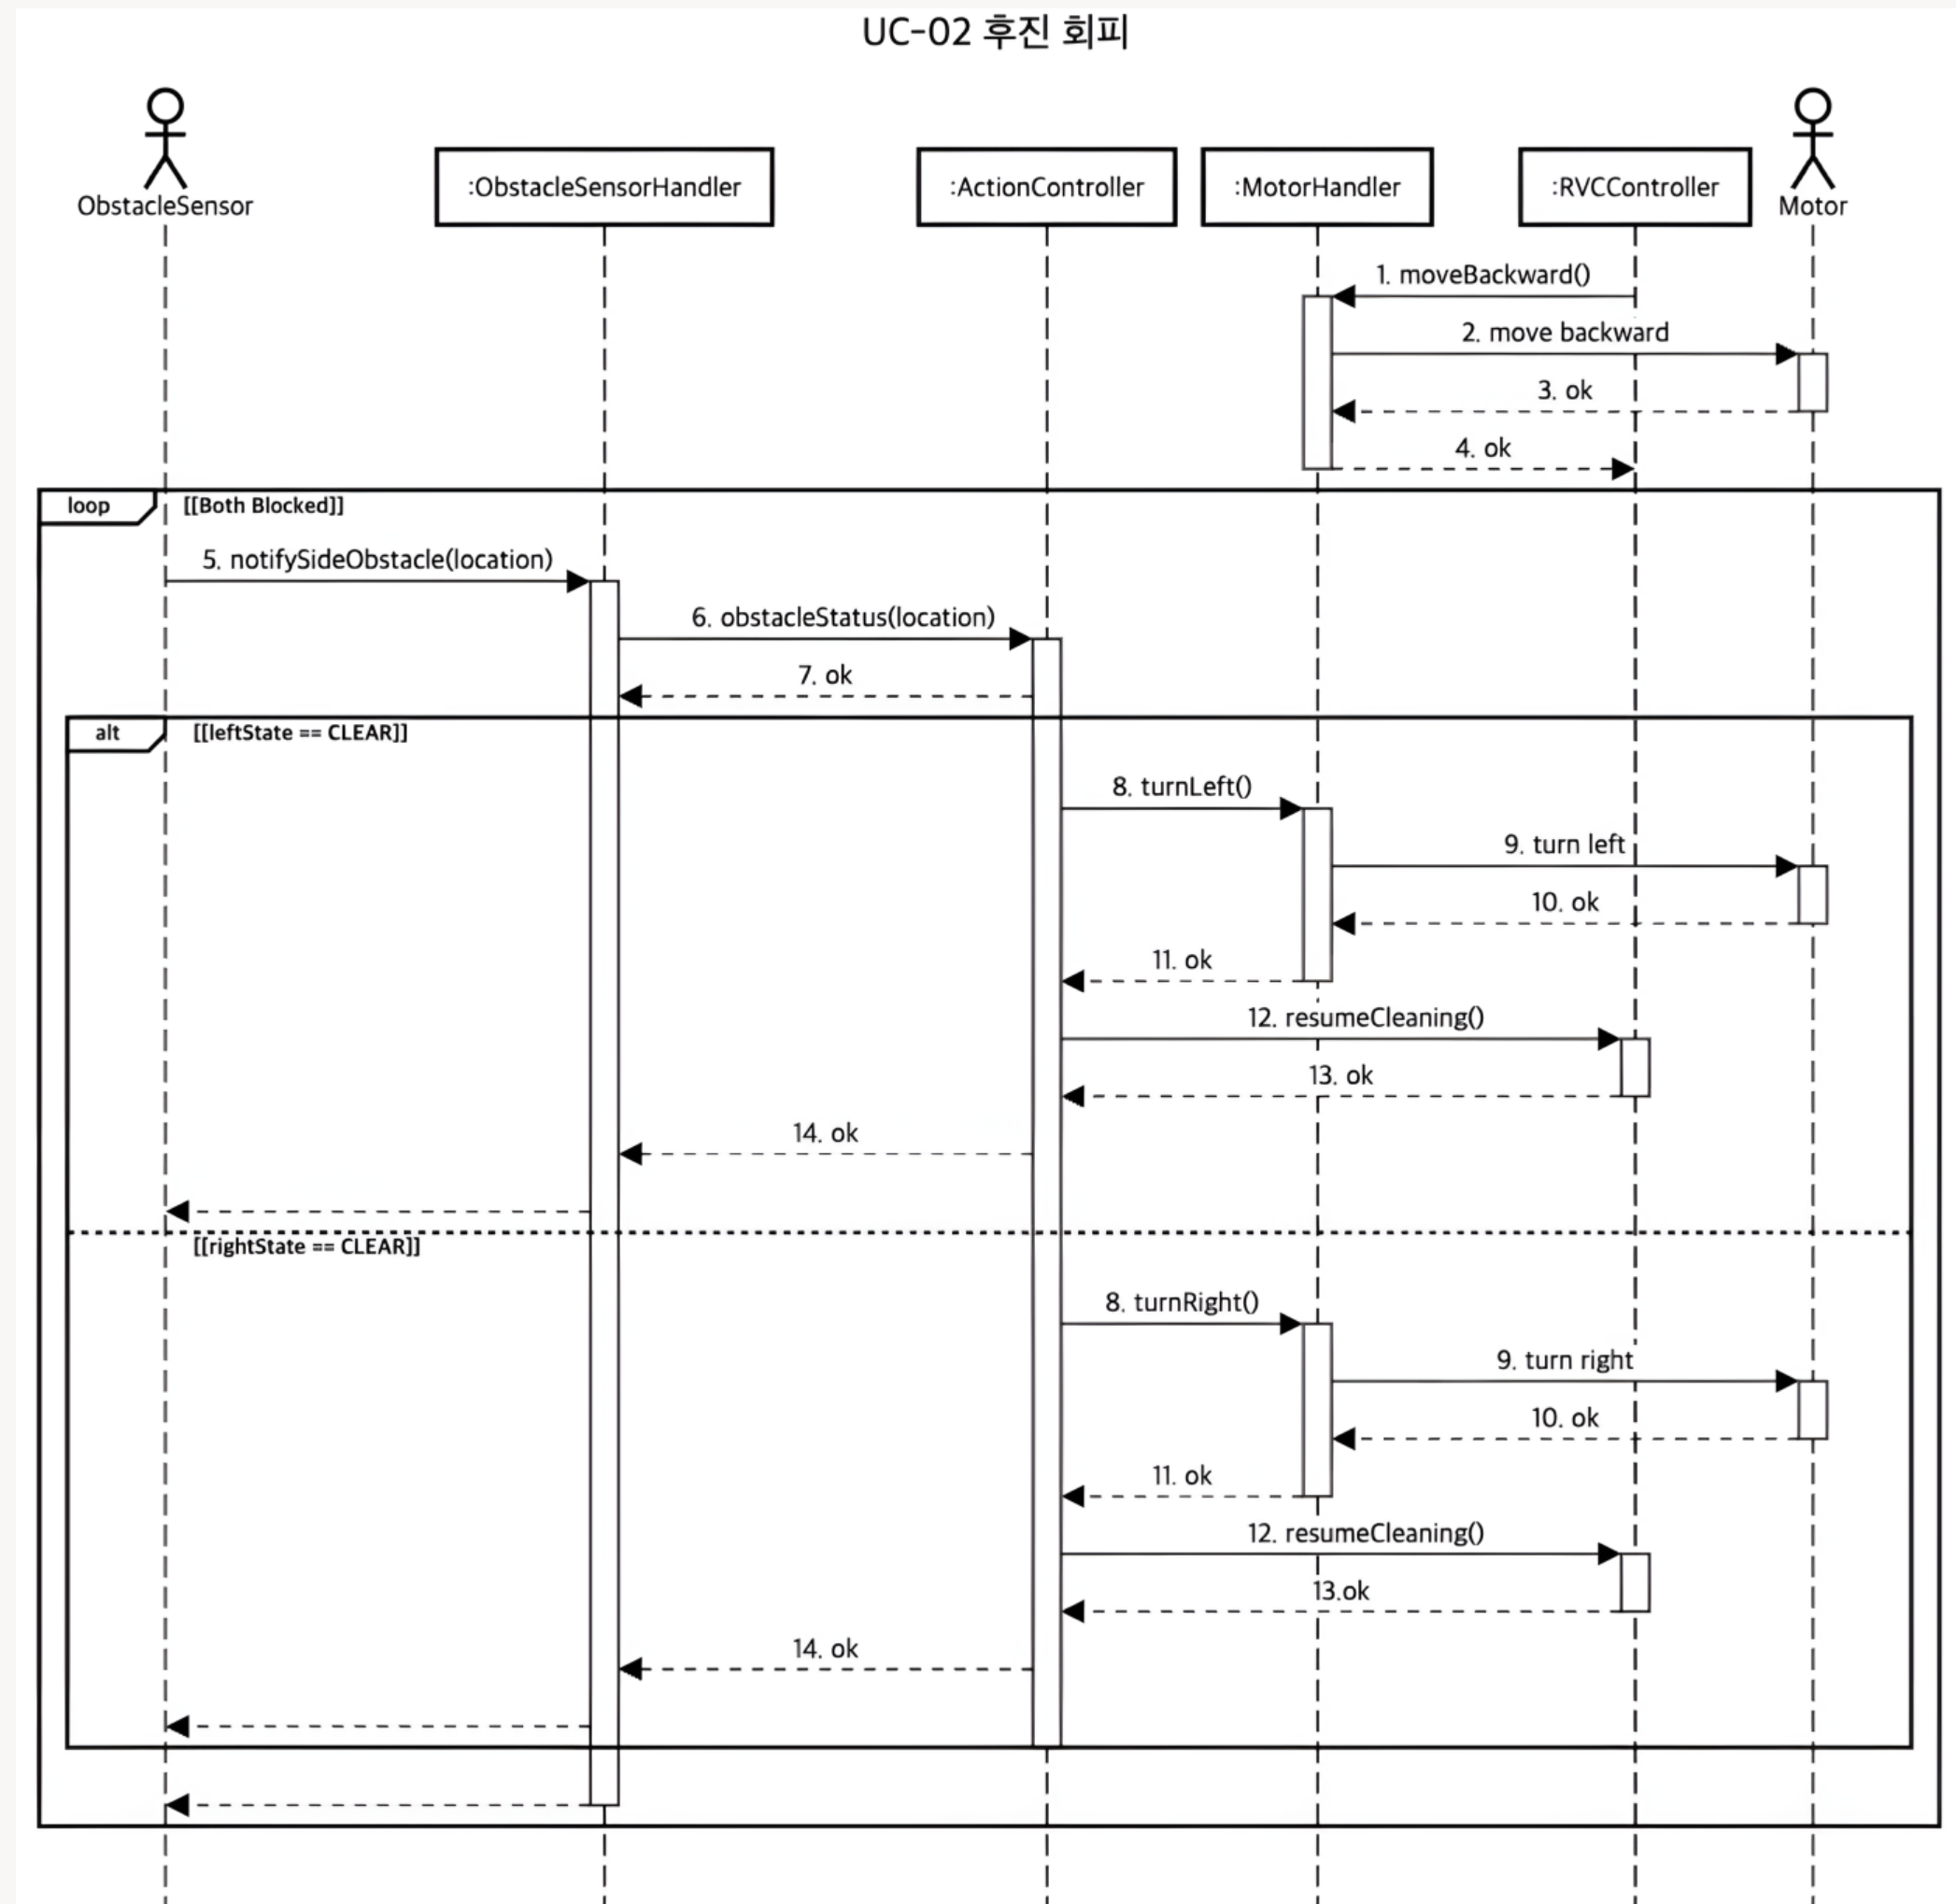 UC-02 후진 회피
ObstacleSensor
:ObstacleSensorHandler
:ActionController
:MotorHandler
:RVCController
Motor
1. moveBackward()
2. move backward
3. ok
4. ok
loop
[[Both Blocked]]
5. notifySideObstacle(location)
6. obstacleStatus(location)
7. ok
alt
[[leftState == CLEAR]]
8. turnLeft()
9. turn left
10. ok
11. ok
12. resumeCleaning()
13. ok
14. ok
[[rightState == CLEAR]]
8. turnRight()
9. turn right
10. ok
11. ok
12. resumeCleaning()
13.ok
14. ok